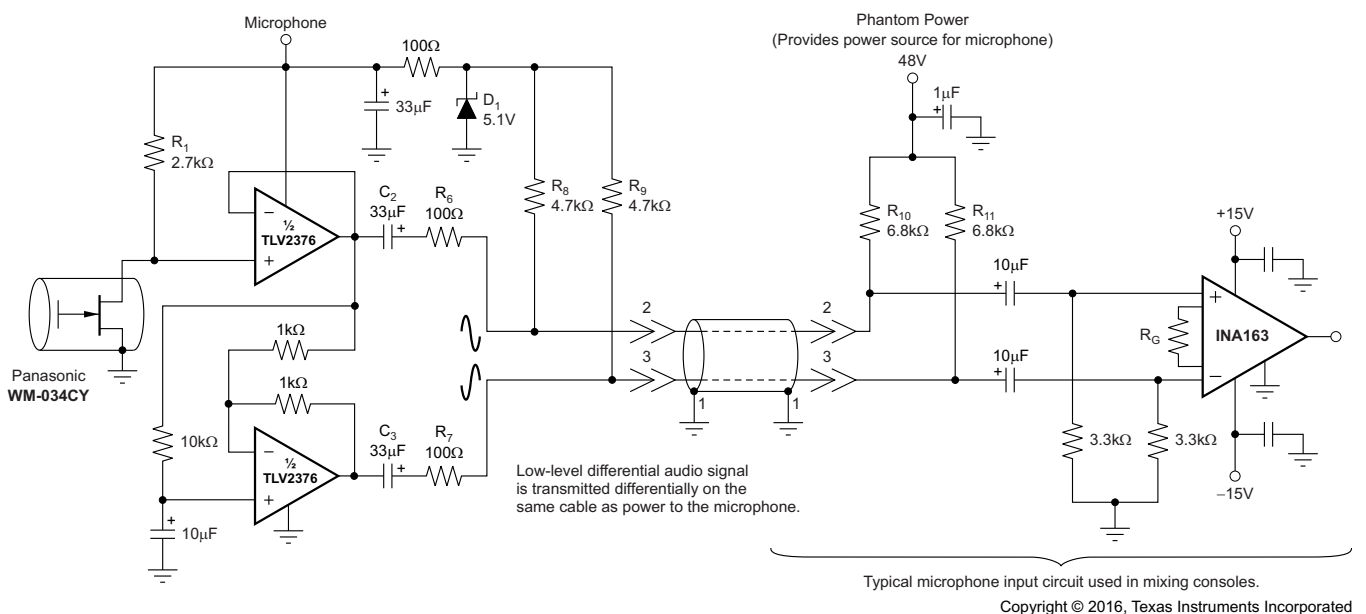 Microphone
100Ω
+
33μF
D1
5.1V
R1
2.7kΩ
−
½
TLV2376
+
C2
33μF
+
R6
100Ω
R8
4.7kΩ
R9
4.7kΩ
Phantom Power
(Provides power source for microphone)
48V
1μF
+
R10
6.8kΩ
R11
6.8kΩ
+15V
10μF
+
10μF
+
+
RG
INA163
−
−15V
3.3kΩ
3.3kΩ
2
2
3
3
1
1
Panasonic
WM-034CY
1kΩ
1kΩ
10kΩ
−
½
TLV2376
+
C3
33μF
+
R7
100Ω
+
10μF
Low-level differential audio signal
is transmitted differentially on the
same cable as power to the microphone.
Typical microphone input circuit used in mixing consoles.
Copyright © 2016, Texas Instruments Incorporated